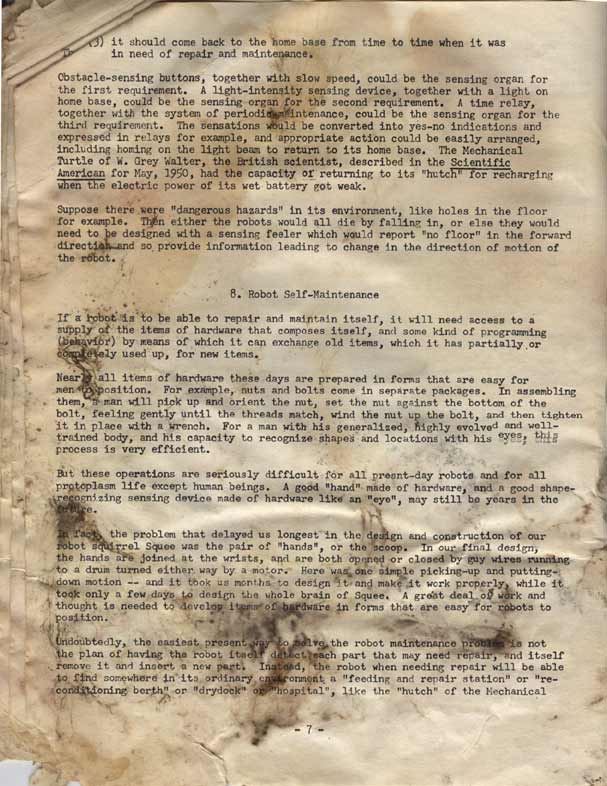 (3) it should come back to the home base from time to time when it was
in need of repair and maintenance.
Obstacle-sensing buttons, together with slow speed, could be the sensing organ for
the first requirement. A light-intensity sensing device, together with a light on
home base, could be the sensing organ for the second requirement. A time relay,
together with the system of periodic maintenance, could be the sensing organ for the
third requirement. The sensations would be converted into yes-no indications and
expressed in relays for example, and appropriate action could be easily arranged,
including homing on the light beam to return to its home base. The Mechanical
Turtle of W. Grey Walter, the British scientist, described in the Scientific
American for May, 1950, had the capacity of returning to its "hutch" for recharging
when the electric power of its wet battery got weak.
Suppose there were "dangerous hazards" in its environment, like holes in the floor
for example. Then either the robots would all die by falling in, or else they would
need to be designed with a sensing feeler which would report "no floor" in the forward
direction and so provide information leading to change in the direction of motion of
the robot.
8. Robot Self-Maintenance
If a robot is to be able to repair and maintain itself, it will need access to a
supply of the items of hardware that composes itself, and some kind of programming
(behavior) by means of which it can exchange old items, which it has partially or
completely used up, for new items.
Nearly all items of hardware these days are prepared in forms that are easy for
men to position. For example, nuts and bolts come in separate packages. In assembling
them, a man will pick up and orient the nut, set the nut against the bottom of the
bolt, feeling gently until the threads match, wind the nut up the bolt, and then tighten
it in place with a wrench. For a man with his generalized, highly evolved and well-
trained body, and his capacity to recognize shapes and locations with his eyes, this
process is very efficient.
But these operations are seriously difficult for all presnt-day robots and for all
protoplasm life except human beings. A good "hand" made of hardware, and a good shape-
recognizing sensing device made of hardware like an "eye", may still be years in the
future.
In fact, the problem that delayed us longest in the design and construction of our
robot squirrel Squee was the pair of "hands", or the scoop. In our final design,
the hands are joined at the wrists, and are both opened or closed by guy wires running
to a drum turned either way by a motor. Here was one simple picking-up and putting-
down motion -- and it took us months to design it and make it work properly, while it
took only a few days to design the whole brain of Squee. A great deal of work and
thought is needed to develop items of hardware in forms that are easy for robots to
position.
Undoubtedly, the easiest present way to solve the robot maintenance problem is not
the plan of having the robot itself detect each part that may need repair, and itself
remove it and insert a new part. Instead, the robot when needing repair will be able
to find somewhere in its ordinary environment a "feeding and repair station" or "re-
conditioning berth" or "drydock" or "hospital", like the "hutch" of the Mechanical
- 7 -